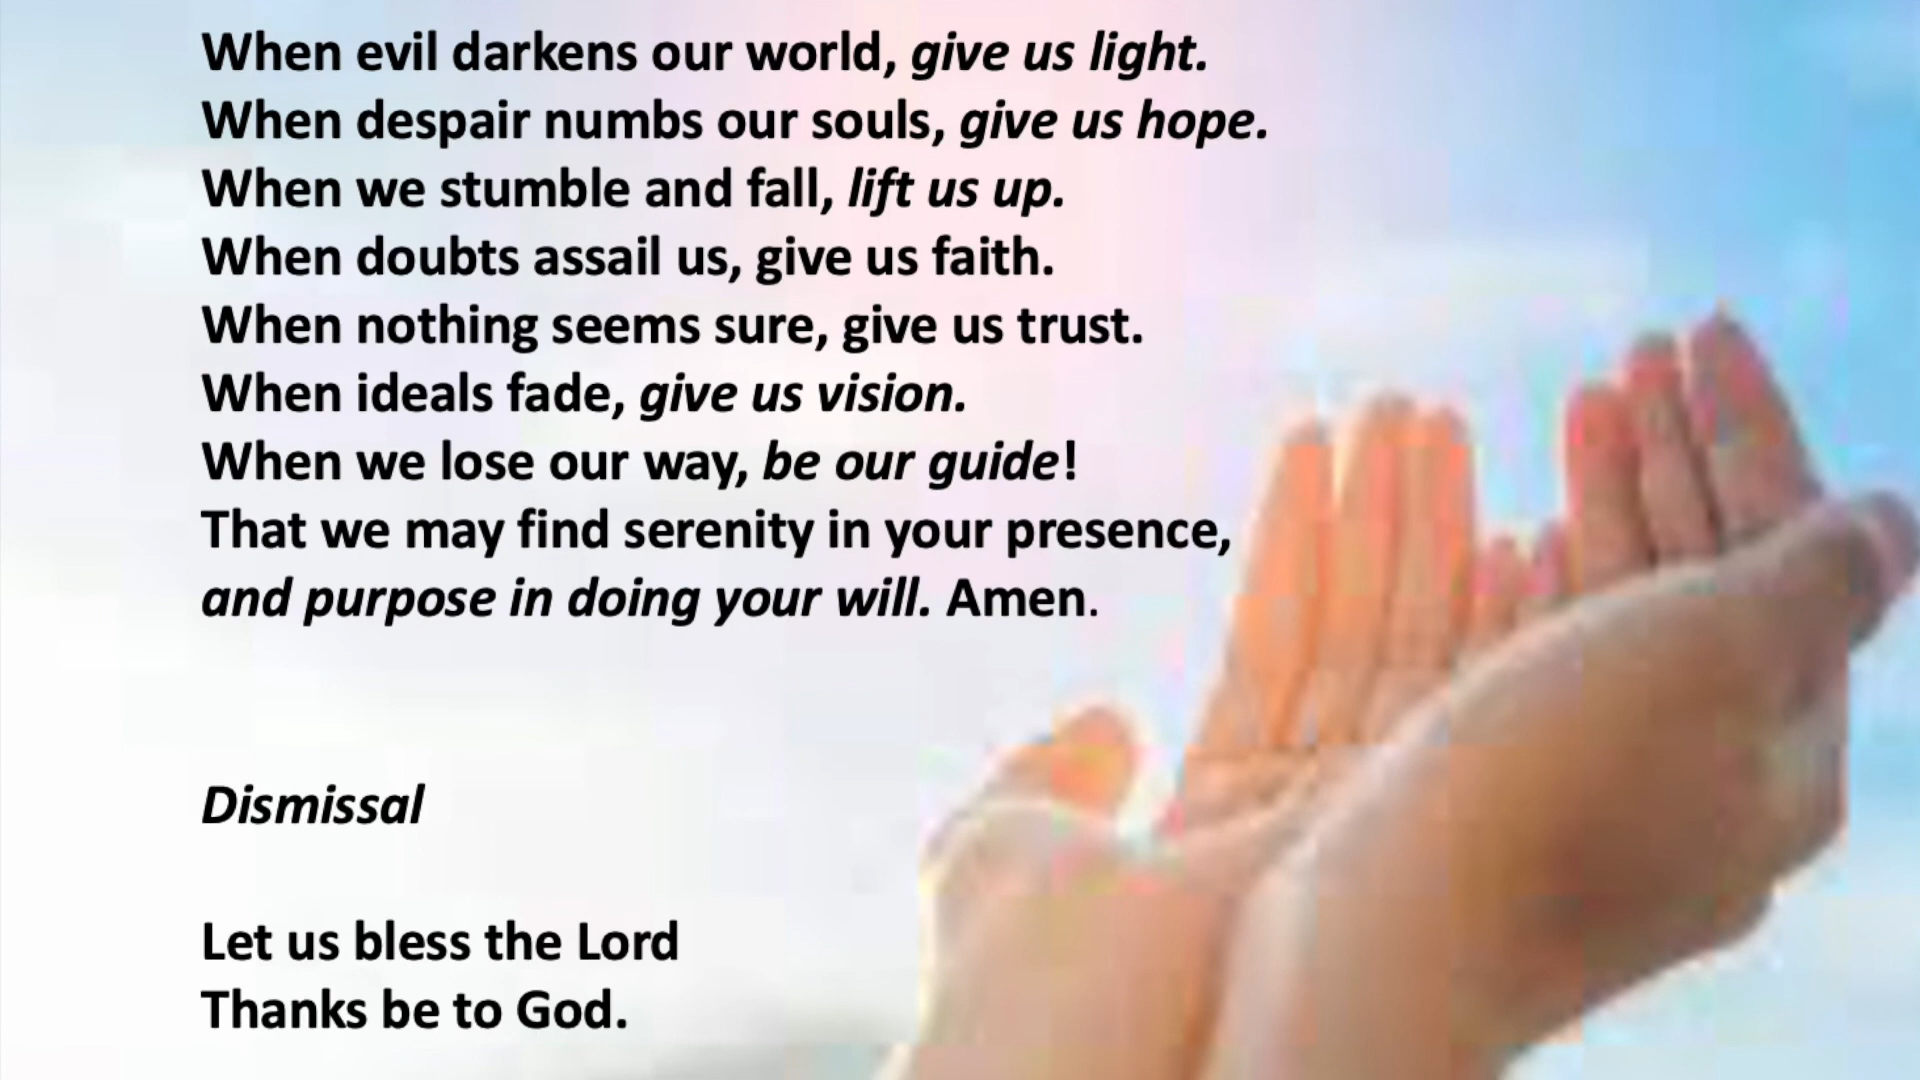 When evil darkens our world, give us light.
When despair numbs our souls, give us hope.
When we stumble and fall, lift us up.
When doubts assail us, give us faith.
When nothing seems sure, give us trust.
When ideals fade, give us vision.
When we lose our way, be our guide!
That we may find serenity in your presence,
and purpose in doing your will. Amen.
Dismissal
Let us bless the Lord
Thanks be to God.